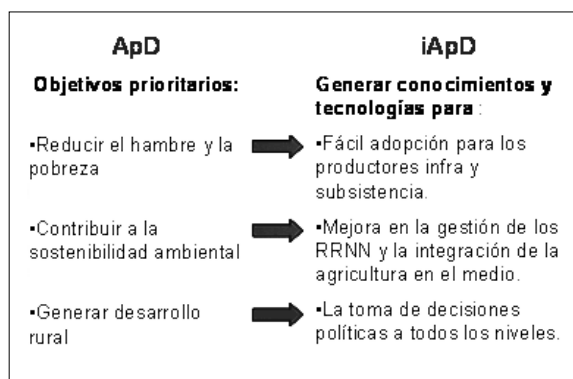 ApD
iApD
Objetivos prioritarios:
Generar conocimientos y
tecnologías para :
▪Reducir el hambre y la
pobreza
▪Fácil adopción para los
productores infra y
subsistencia.
▪Contribuir a la
sostenibilidad ambiental
▪Mejora en la gestión de los
RRNN y la integración de la
agricultura en el medio.
▪Generar desarrollo
rural
▪La toma de decisiones
políticas a todos los niveles.